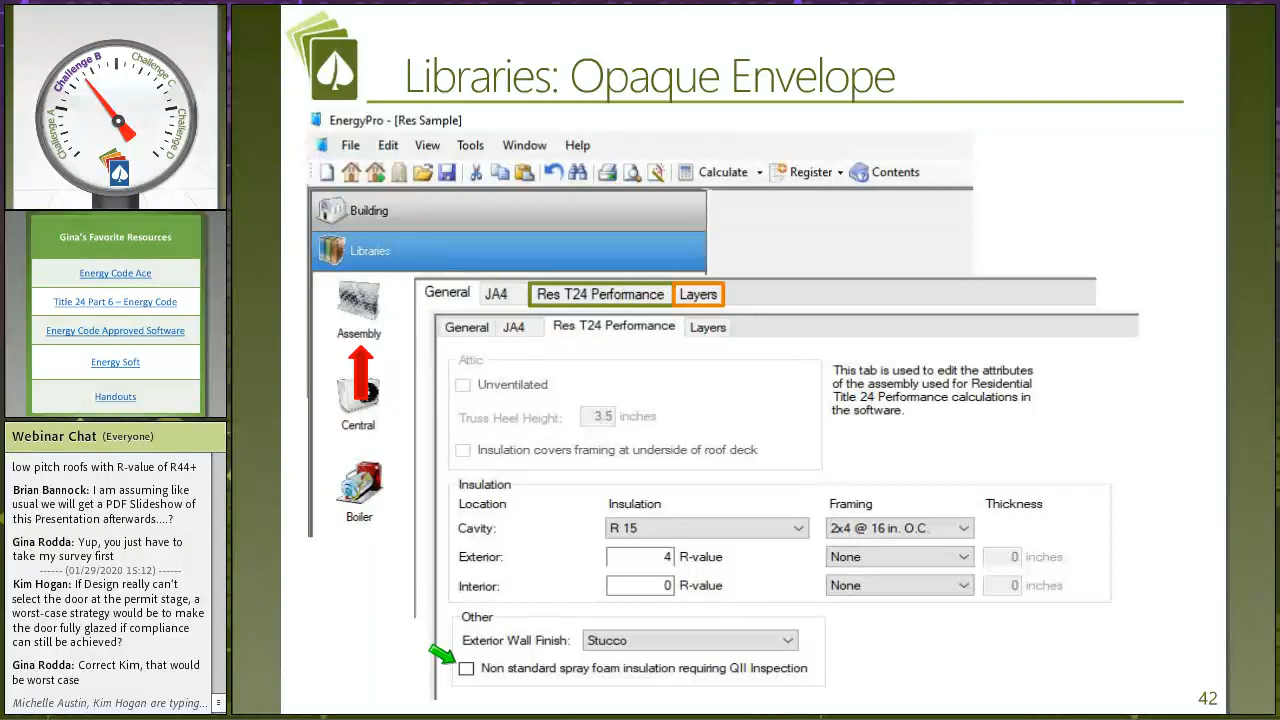 Challenge A
Challenge B
Challenge C
Challenge D
Gina's Favorite Resources
Energy Code Ace
Title 24 Part 6 – Energy Code
Energy Code Approved Software
Energy Soft
Handouts
Webinar Chat (Everyone)
low pitch roofs with R-value of R44+
Brian Bannock: I am assuming like
usual we will get a PDF Slideshow of
this Presentation afterwards....?
Gina Rodda: Yup, you just have to
take my survey first
------ (01/29/2020 15:12) ------
Kim Hogan: If Design really can't
select the door at the permit stage, a
worst-case strategy would be to make
the door fully glazed if compliance
can still be achieved?
Gina Rodda: Correct Kim, that would
be worst case
Michelle Austin, Kim Hogan are typing...
Libraries: Opaque Envelope
EnergyPro - [Res Sample]
File Edit View Tools Window Help
Calculate Register Contents
Building
Libraries
Assembly
Central
Boiler
General JA4 Res T24 Performance Layers
General JA4 Res T24 Performance Layers
Attic
Unventilated
Truss Heel Height: 3.5 inches
Insulation covers framing at underside of roof deck
This tab is used to edit the attributes
of the assembly used for Residential
Title 24 Performance calculations in
the software.
Insulation
Location Insulation Framing Thickness
Cavity: R 15 2x4 @ 16 in. O.C.
Exterior: 4 R-value None 0 inches
Interior: 0 R-value None 0 inches
Other
Exterior Wall Finish: Stucco
Non standard spray foam insulation requiring QII Inspection
42